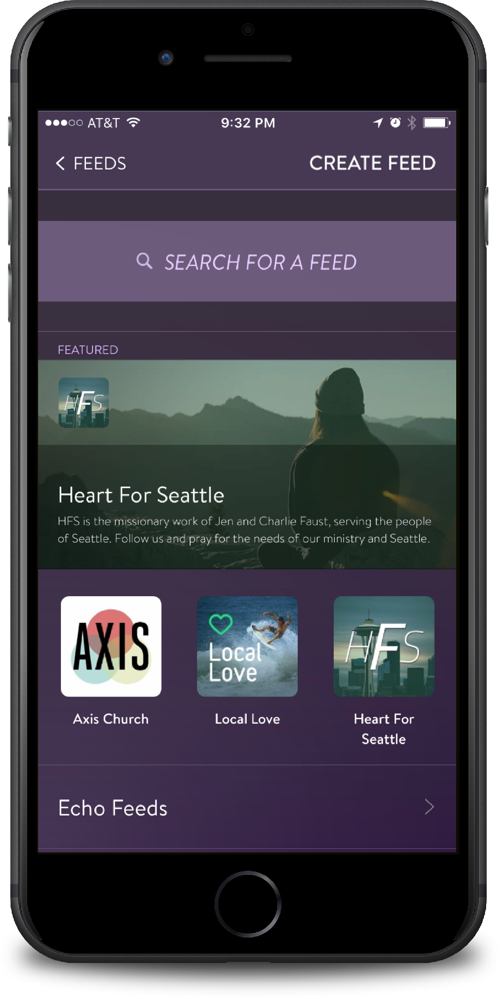 AT&T 9:32 PM
FEEDS CREATE FEED
SEARCH FOR A FEED
FEATURED
HFS
Heart For Seattle
HFS is the missionary work of Jen and Charlie Faust, serving the people
of Seattle. Follow us and pray for the needs of our ministry and Seattle.
AXIS
Local
Love
HFS
Axis Church
Local Love
Heart For
Seattle
Echo Feeds